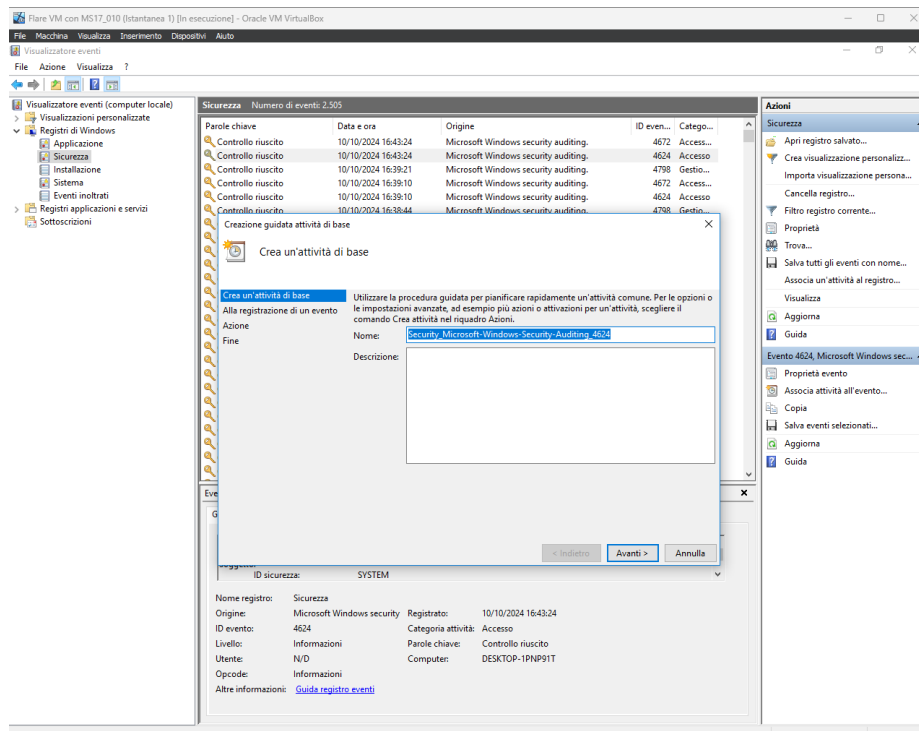 Flare VM con MS17_010 (Istantanea 1) [In esecuzione] - Oracle VM VirtualBox
File Macchina Visualizza Inserimento Dispositivi Aiuto
Visualizzatore eventi
File Azione Visualizza ?
Visualizzatore eventi (computer locale)
Visualizzazioni personalizzate
Registri di Windows
Applicazione
Sicurezza
Installazione
Sistema
Eventi inoltrati
Registri applicazioni e servizi
Sottoscrizioni
Sicurezza Numero di eventi: 2.505
Parole chiave Data e ora Origine ID even... Catego...
Controllo riuscito 10/10/2024 16:43:24 Microsoft Windows security auditing. 4672 Access...
Controllo riuscito 10/10/2024 16:43:24 Microsoft Windows security auditing. 4624 Accesso
Controllo riuscito 10/10/2024 16:39:21 Microsoft Windows security auditing. 4798 Gestio...
Controllo riuscito 10/10/2024 16:39:10 Microsoft Windows security auditing. 4672 Access...
Controllo riuscito 10/10/2024 16:39:10 Microsoft Windows security auditing. 4624 Accesso
Controllo riuscito 10/10/2024 16:38:44 Microsoft Windows security auditing. 4798 Gestio...
Creazione guidata attività di base
Crea un'attività di base
Crea un'attività di base
Alla registrazione di un evento
Azione
Fine
Utilizzare la procedura guidata per pianificare rapidamente un'attività comune. Per le opzioni o
le impostazioni avanzate, ad esempio più azioni o attivazioni per un'attività, scegliere il
comando Crea attività nel riquadro Azioni.
Nome: Security_Microsoft-Windows-Security-Auditing_4624
Descrizione:
< Indietro Avanti > Annulla
Eve
G
Soggetto:
ID sicurezza: SYSTEM
Nome registro: Sicurezza
Origine: Microsoft Windows security Registrato: 10/10/2024 16:43:24
ID evento: 4624 Categoria attività: Accesso
Livello: Informazioni Parole chiave: Controllo riuscito
Utente: N/D Computer: DESKTOP-1PNP91T
Opcode: Informazioni
Altre informazioni: Guida registro eventi
Azioni
Sicurezza
Apri registro salvato...
Crea visualizzazione personalizz...
Importa visualizzazione persona...
Cancella registro...
Filtro registro corrente...
Proprietà
Trova...
Salva tutti gli eventi con nome...
Associa un'attività al registro...
Visualizza
Aggiorna
Guida
Evento 4624, Microsoft Windows sec...
Proprietà evento
Associa attività all'evento...
Copia
Salva eventi selezionati...
Aggiorna
Guida